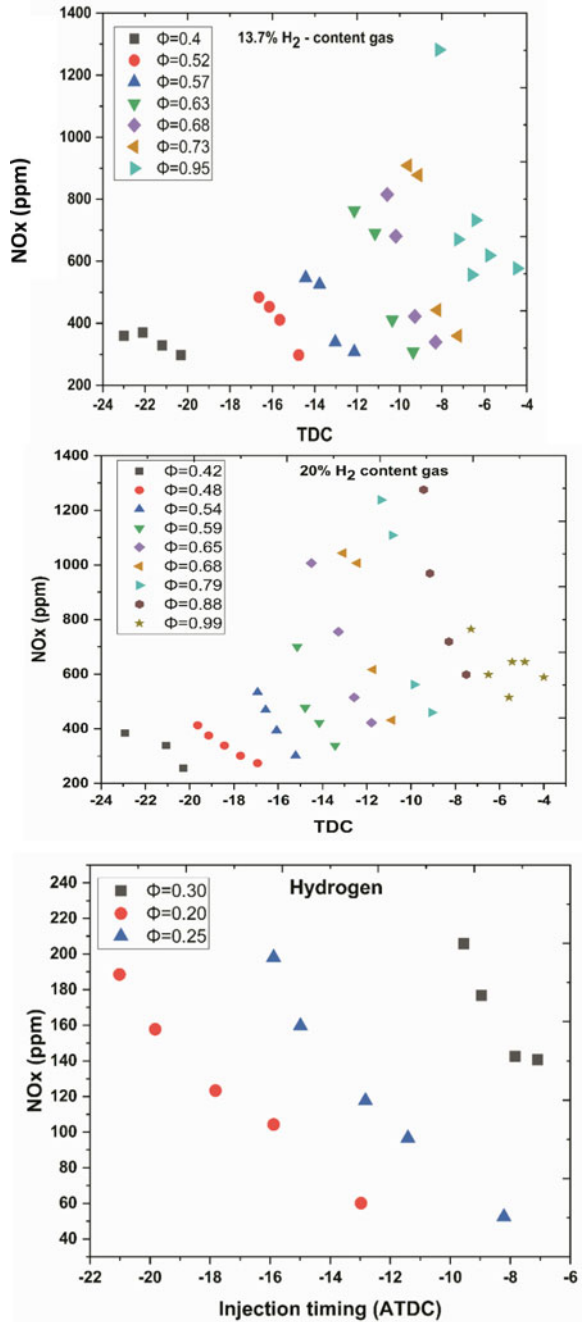 1400
13.7% H2 - content gas
Φ=0.4
Φ=0.52
Φ=0.57
Φ=0.63
Φ=0.68
Φ=0.73
Φ=0.95
1200
1000
800
600
400
200
NOx (ppm)
-24 -22 -20 -18 -16 -14 -12 -10 -8 -6 -4
TDC
1400
20% H2 content gas
Φ=0.42
Φ=0.48
Φ=0.54
Φ=0.59
Φ=0.65
Φ=0.68
Φ=0.79
Φ=0.88
Φ=0.99
1200
1000
800
600
400
200
NOx (ppm)
-24 -22 -20 -18 -16 -14 -12 -10 -8 -6 -4
TDC
Hydrogen
Φ=0.30
Φ=0.20
Φ=0.25
240
220
200
180
160
140
120
100
80
60
40
NOx (ppm)
-22 -20 -18 -16 -14 -12 -10 -8 -6
Injection timing (ATDC)